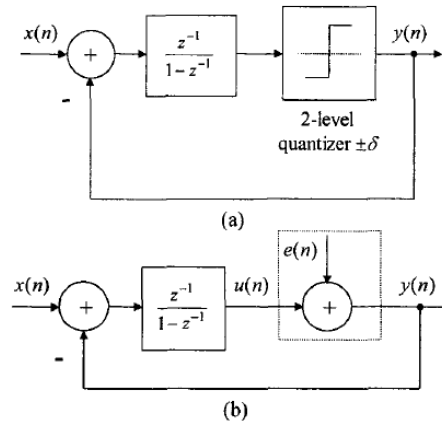 x(n)
+
-
z⁻¹
1 - z⁻¹
y(n)
2-level
quantizer ±δ
(a)
x(n)
+
-
z⁻¹
1 - z⁻¹
u(n)
e(n)
+
y(n)
(b)